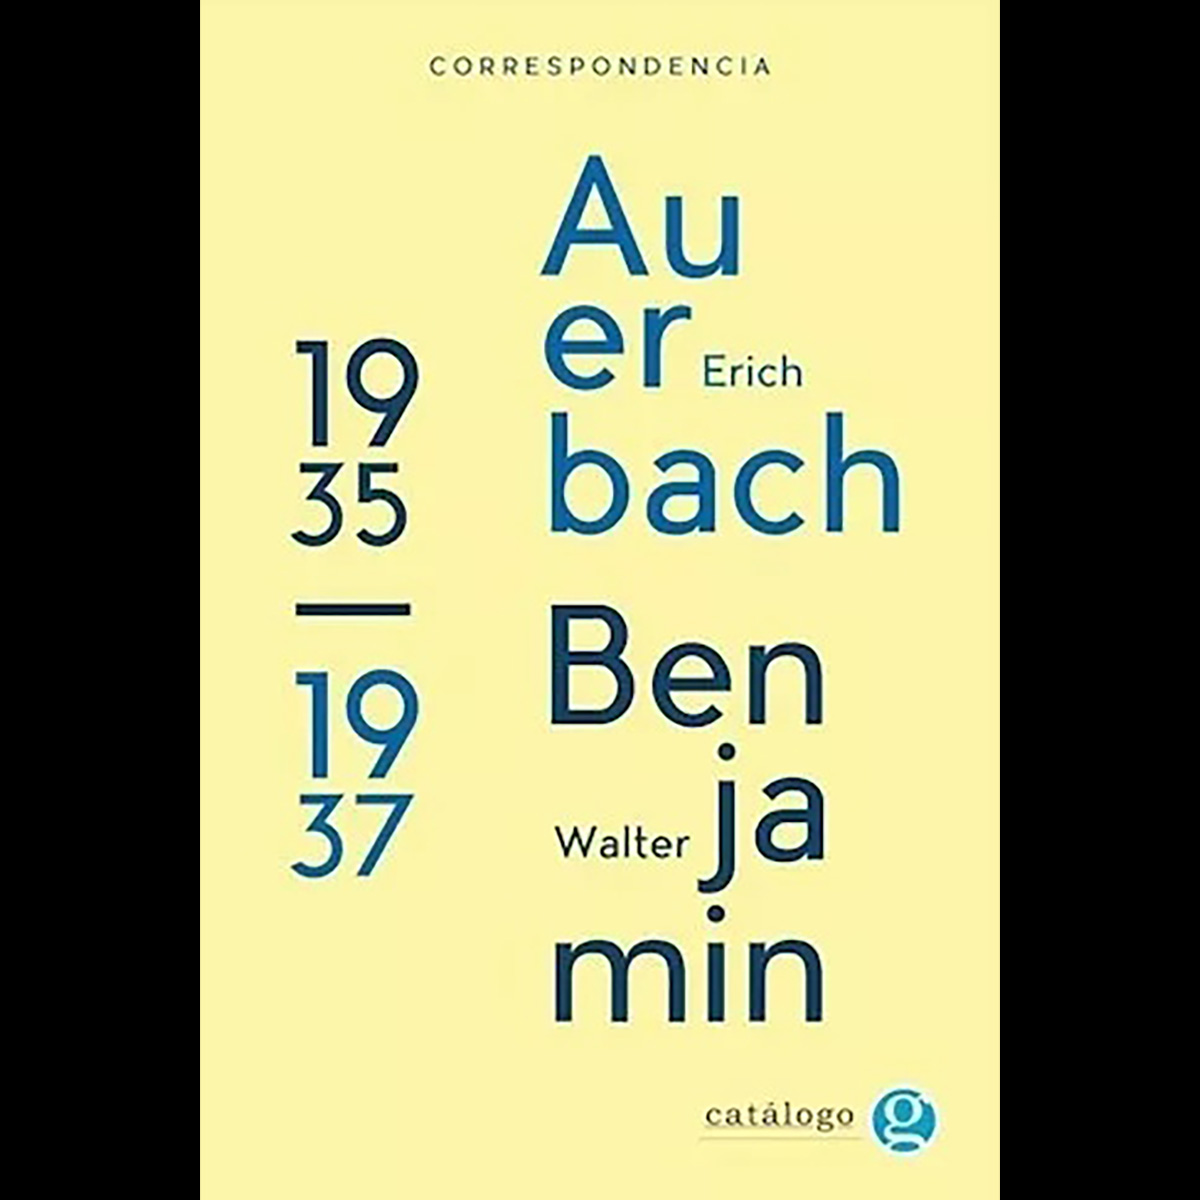 CORRESPONDENCIA
19
35
19
37
Au
er Erich
bach
Ben
Walter ja
min
catálogo g